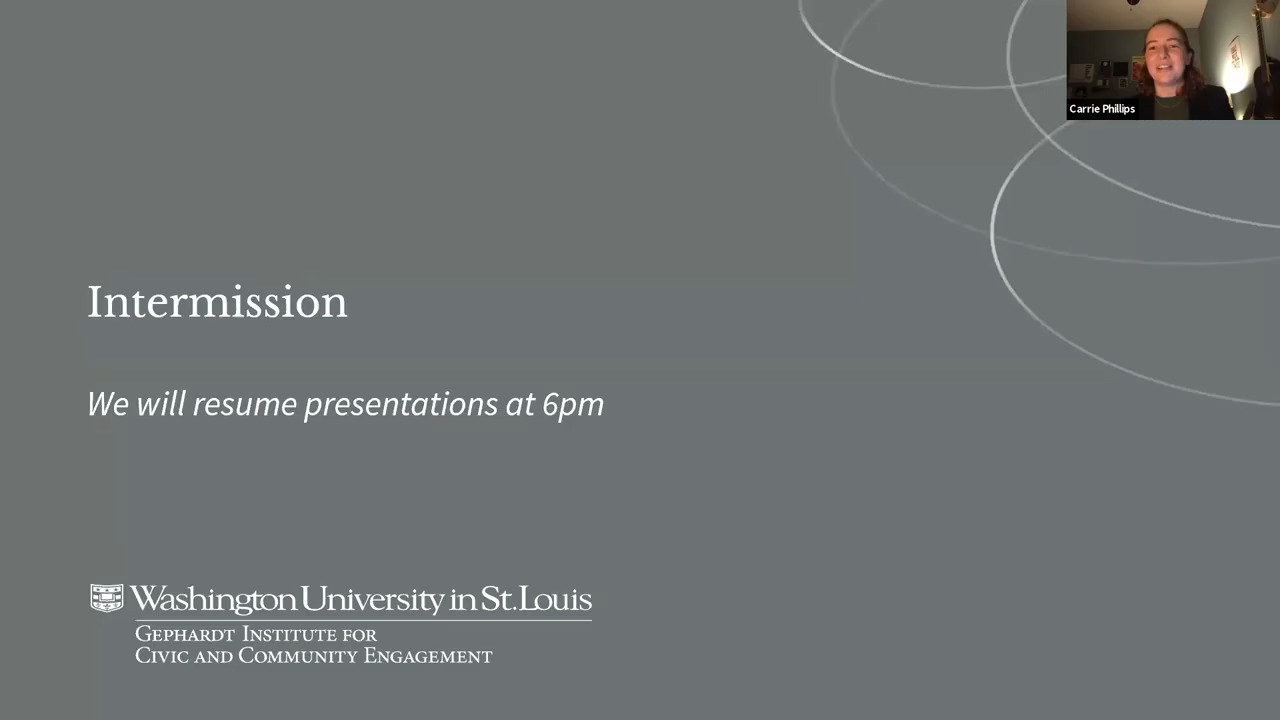 Carrie Phillips
Intermission
We will resume presentations at 6pm
Washington University in St. Louis
Gephardt Institute for
Civic and Community Engagement